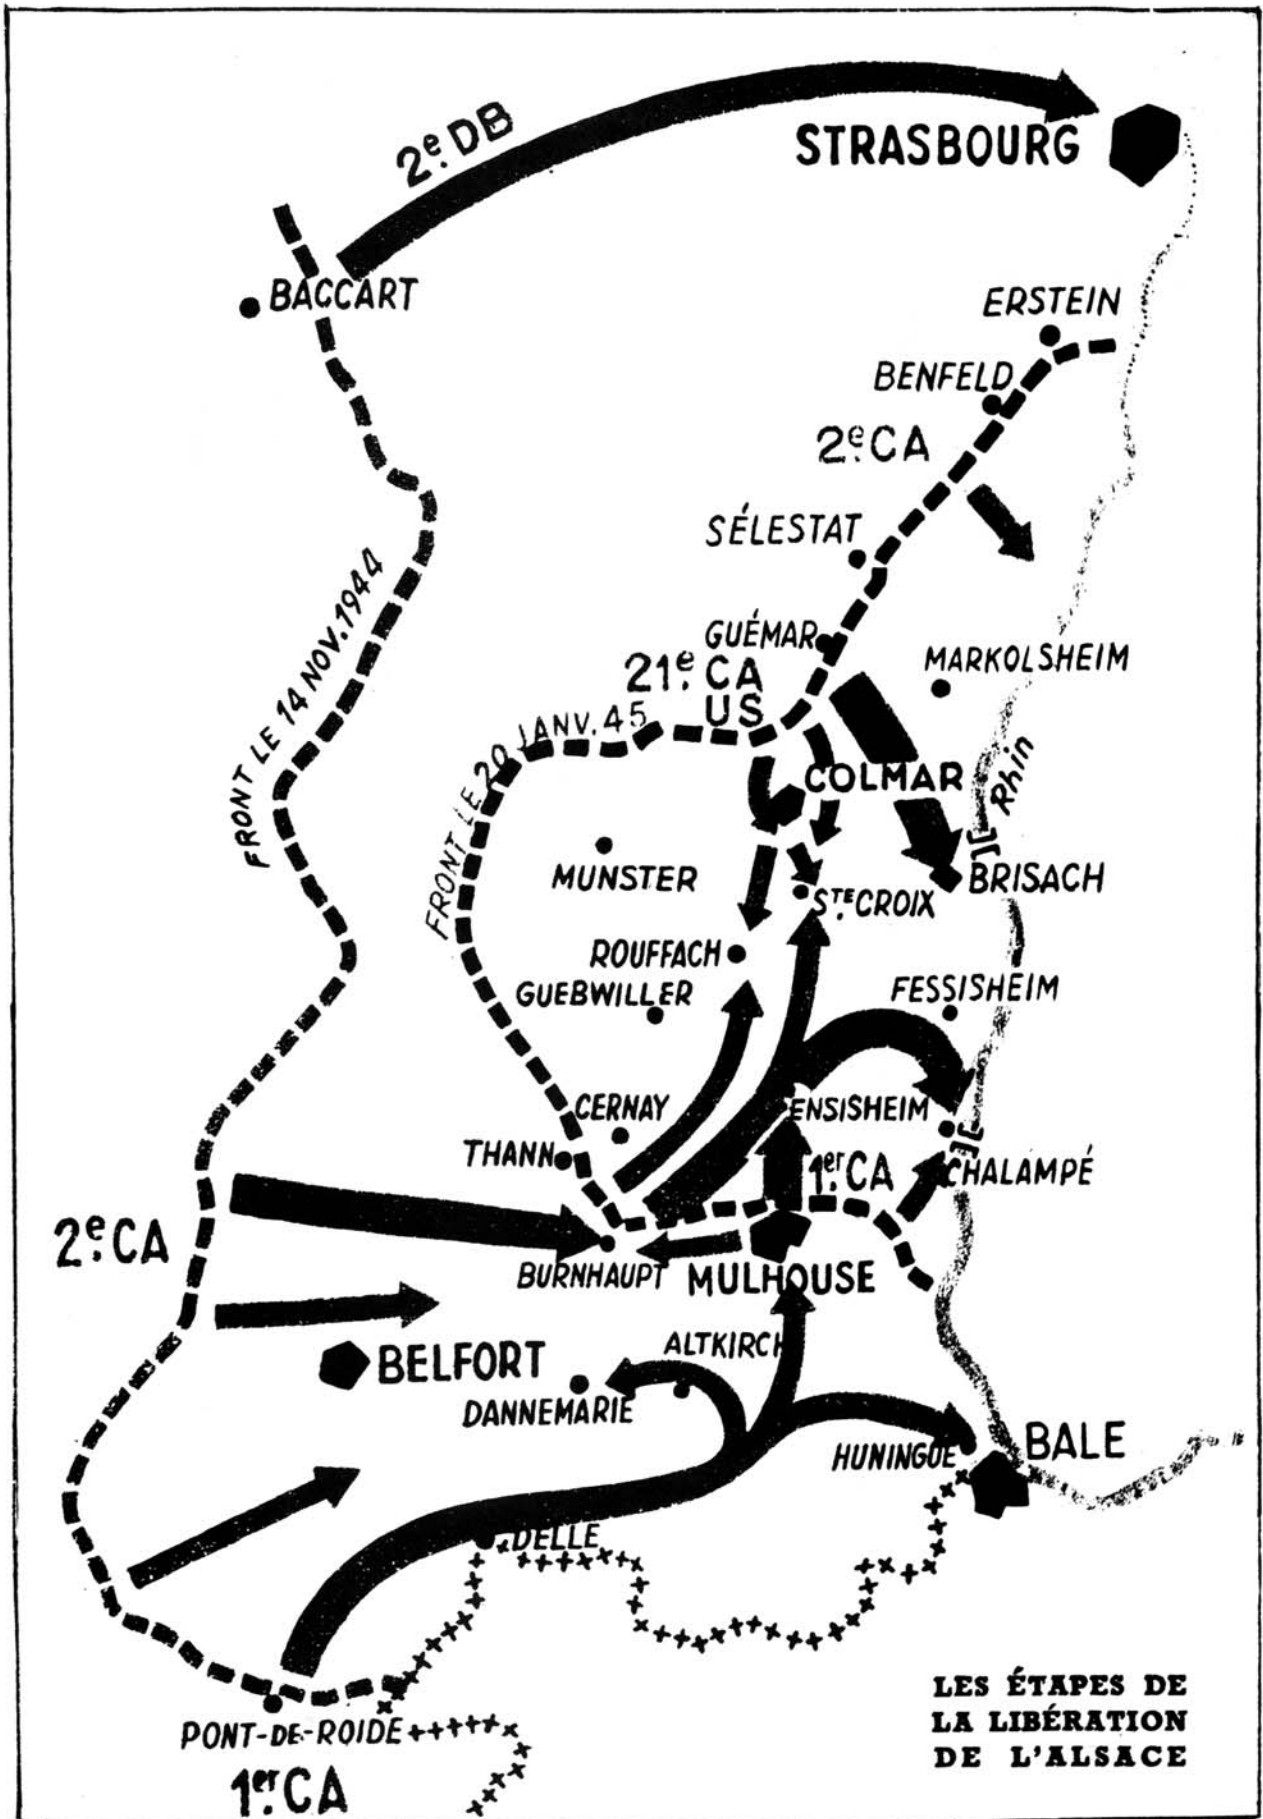 2e. DB
STRASBOURG
BACCART
ERSTEIN
BENFELD
2e. CA
SÉLESTAT
FRONT LE 14 NOV. 1944
GUÉMAR
21e. CA
US
MARKOLSHEIM
FRONT LE 20 JANV. 45
COLMAR
Rhin
MUNSTER
BRISACH
STE. CROIX
ROUFFACH
GUEBWILLER
FESSISHEIM
CERNAY
ENSISHEIM
THANN
1er. CA
CHALAMPÉ
2e. CA
BURNHAUPT
MULHOUSE
ALTKIRCH
BELFORT
DANNEMARIE
HUNINGUE
BALE
DELLE
PONT-DE-ROIDE
1er. CA
LES ÉTAPES DE
LA LIBÉRATION
DE L'ALSACE